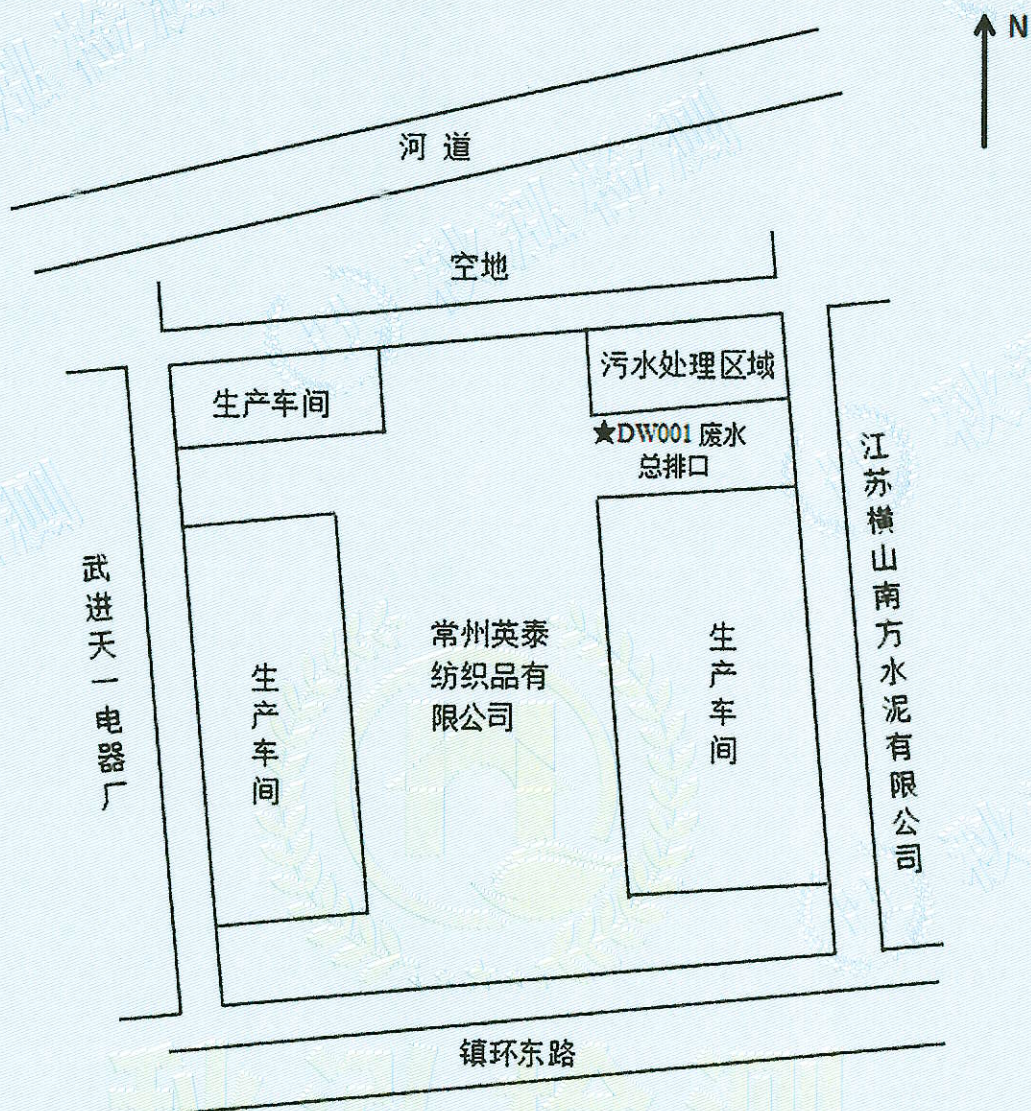 N
河道
空地
生产车间
污水处理区域
★DW001 废水
总排口
武进天一电器厂
生产车间
常州英泰
纺织品有
限公司
生产车间
江苏横山南方水泥有限公司
镇环东路